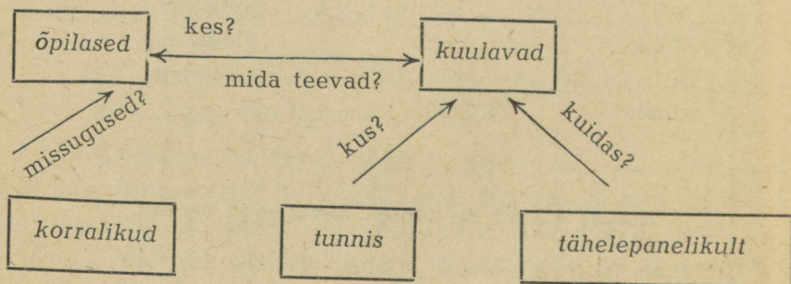 õpilased
kes?
kuulavad
mida teevad?
missugused?
kus?
kuidas?
korralikud
tunnis
tähelepanelikult